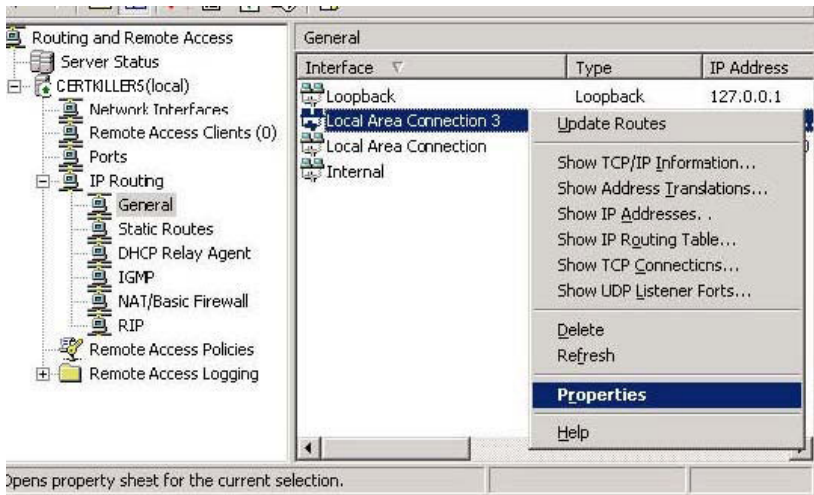 Routing and Remote Access
Server Status
CERTKILLER5(local)
Network Interfaces
Remote Access Clients (0)
Ports
IP Routing
General
Static Routes
DHCP Relay Agent
IGMP
NAT/Basic Firewall
RIP
Remote Access Policies
Remote Access Logging
General
Interface Type IP Address
Loopback Loopback 127.0.0.1
Local Area Connection 3
Local Area Connection
Internal
Update Routes
Show TCP/IP Information...
Show Address Translations...
Show IP Addresses. .
Show IP Routing Table...
Show TCP Connections...
Show UDP Listener Ports...
Delete
Refresh
Properties
Help
Opens property sheet for the current selection.